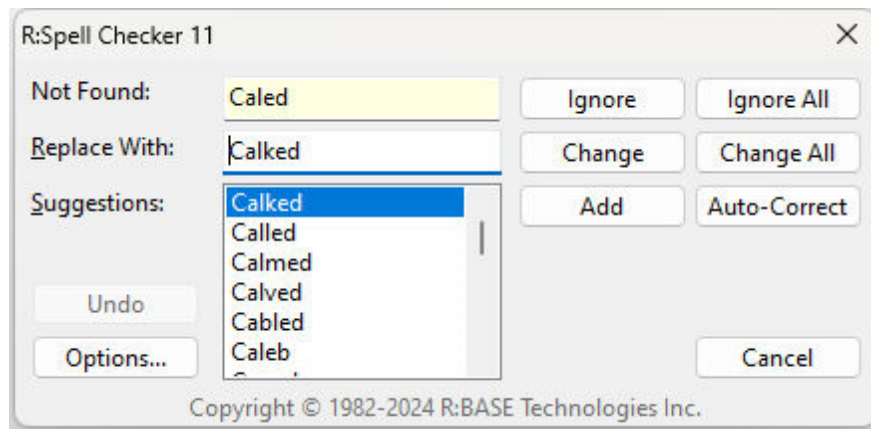 R:Spell Checker 11
Not Found: Caled Ignore Ignore All
Replace With: Calked Change Change All
Suggestions: Calked Add Auto-Correct
Called
Calmed
Calved
Undo Cabled
Options... Caleb Cancel
Copyright © 1982-2024 R:BASE Technologies Inc.